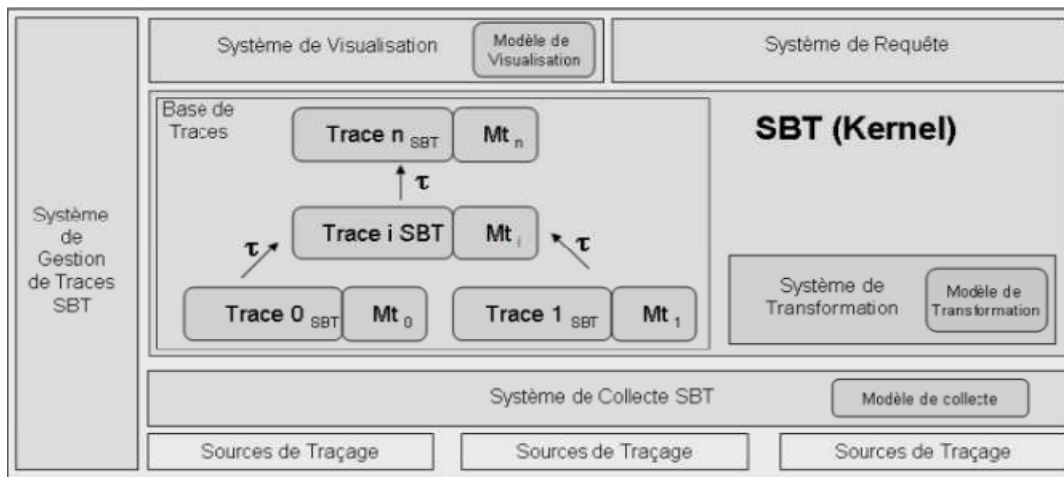 Système de Visualisation
Modèle de
Visualisation
Système de Requête
Base de
Traces
Trace n SBT
Mt n
SBT (Kernel)
τ
Système
de
Gestion
de Traces
SBT
Trace i SBT
Mt i
τ
τ
Trace 0 SBT
Mt 0
Trace 1 SBT
Mt 1
Système de
Transformation
Modèle de
Transformation
Système de Collecte SBT
Modèle de collecte
Sources de Traçage
Sources de Traçage
Sources de Traçage